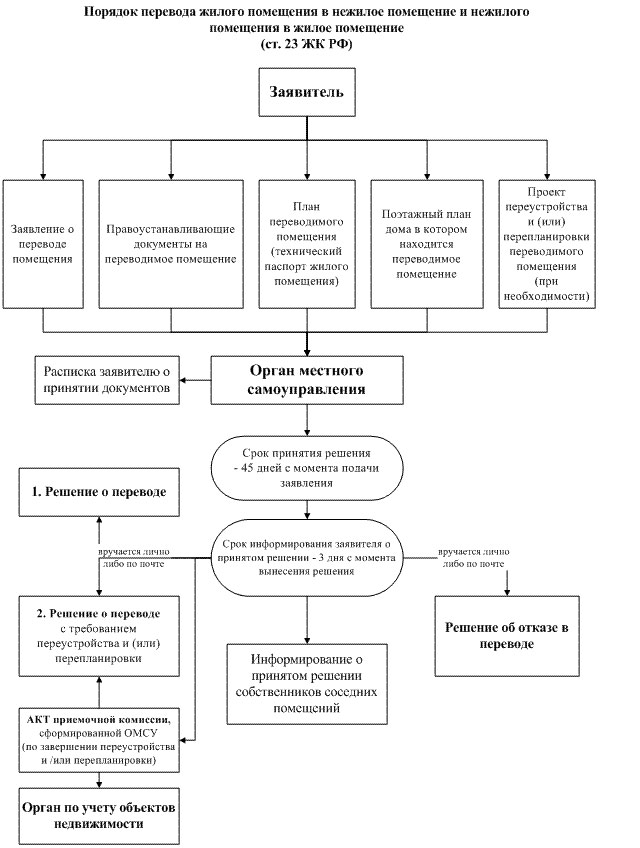 Порядок перевода жилого помещения в нежилое помещение и нежилого
помещения в жилое помещение
(ст. 23 ЖК РФ)
Заявитель
Заявление о
переводе
помещения
Правоустанавливающие
документы на
переводимое помещение
План
переводимого
помещения
(технический
паспорт жилого
помещения)
Поэтажный план
дома в котором
находится
переводимое
помещение
Проект
переустройства
и (или)
перепланировки
переводимого
помещения
(при
необходимости)
Расписка заявителю о
принятии документов
Орган местного
самоуправления
Срок принятия решения
- 45 дней с момента подачи
заявления
1. Решение о переводе
Срок информирования заявителя о
принятом решении - 3 дня с момента
вынесения решения
вручается лично
либо по почте
вручается лично
либо по почте
2. Решение о переводе
с требованием
переустройства и (или)
перепланировки
Решение об отказе в
переводе
Информирование о
принятом решении
собственников соседних
помещений
АКТ приемочной комиссии,
сформированной ОМСУ
(по завершении переустройства
и /или перепланировки)
Орган по учету объектов
недвижимости